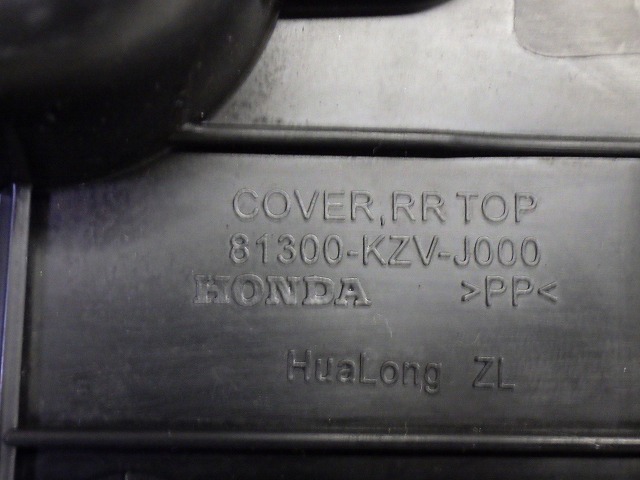 COVER, RR TOP
81300-KZV-J000
HONDA >PP<
HuaLong ZL